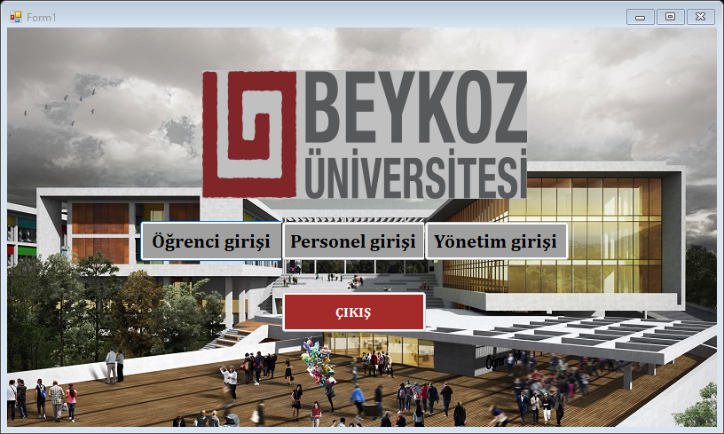 Form1
BEYKOZ
ÜNİVERSİTESİ
Öğrenci girişi
Personel girişi
Yönetim girişi
ÇIKIŞ